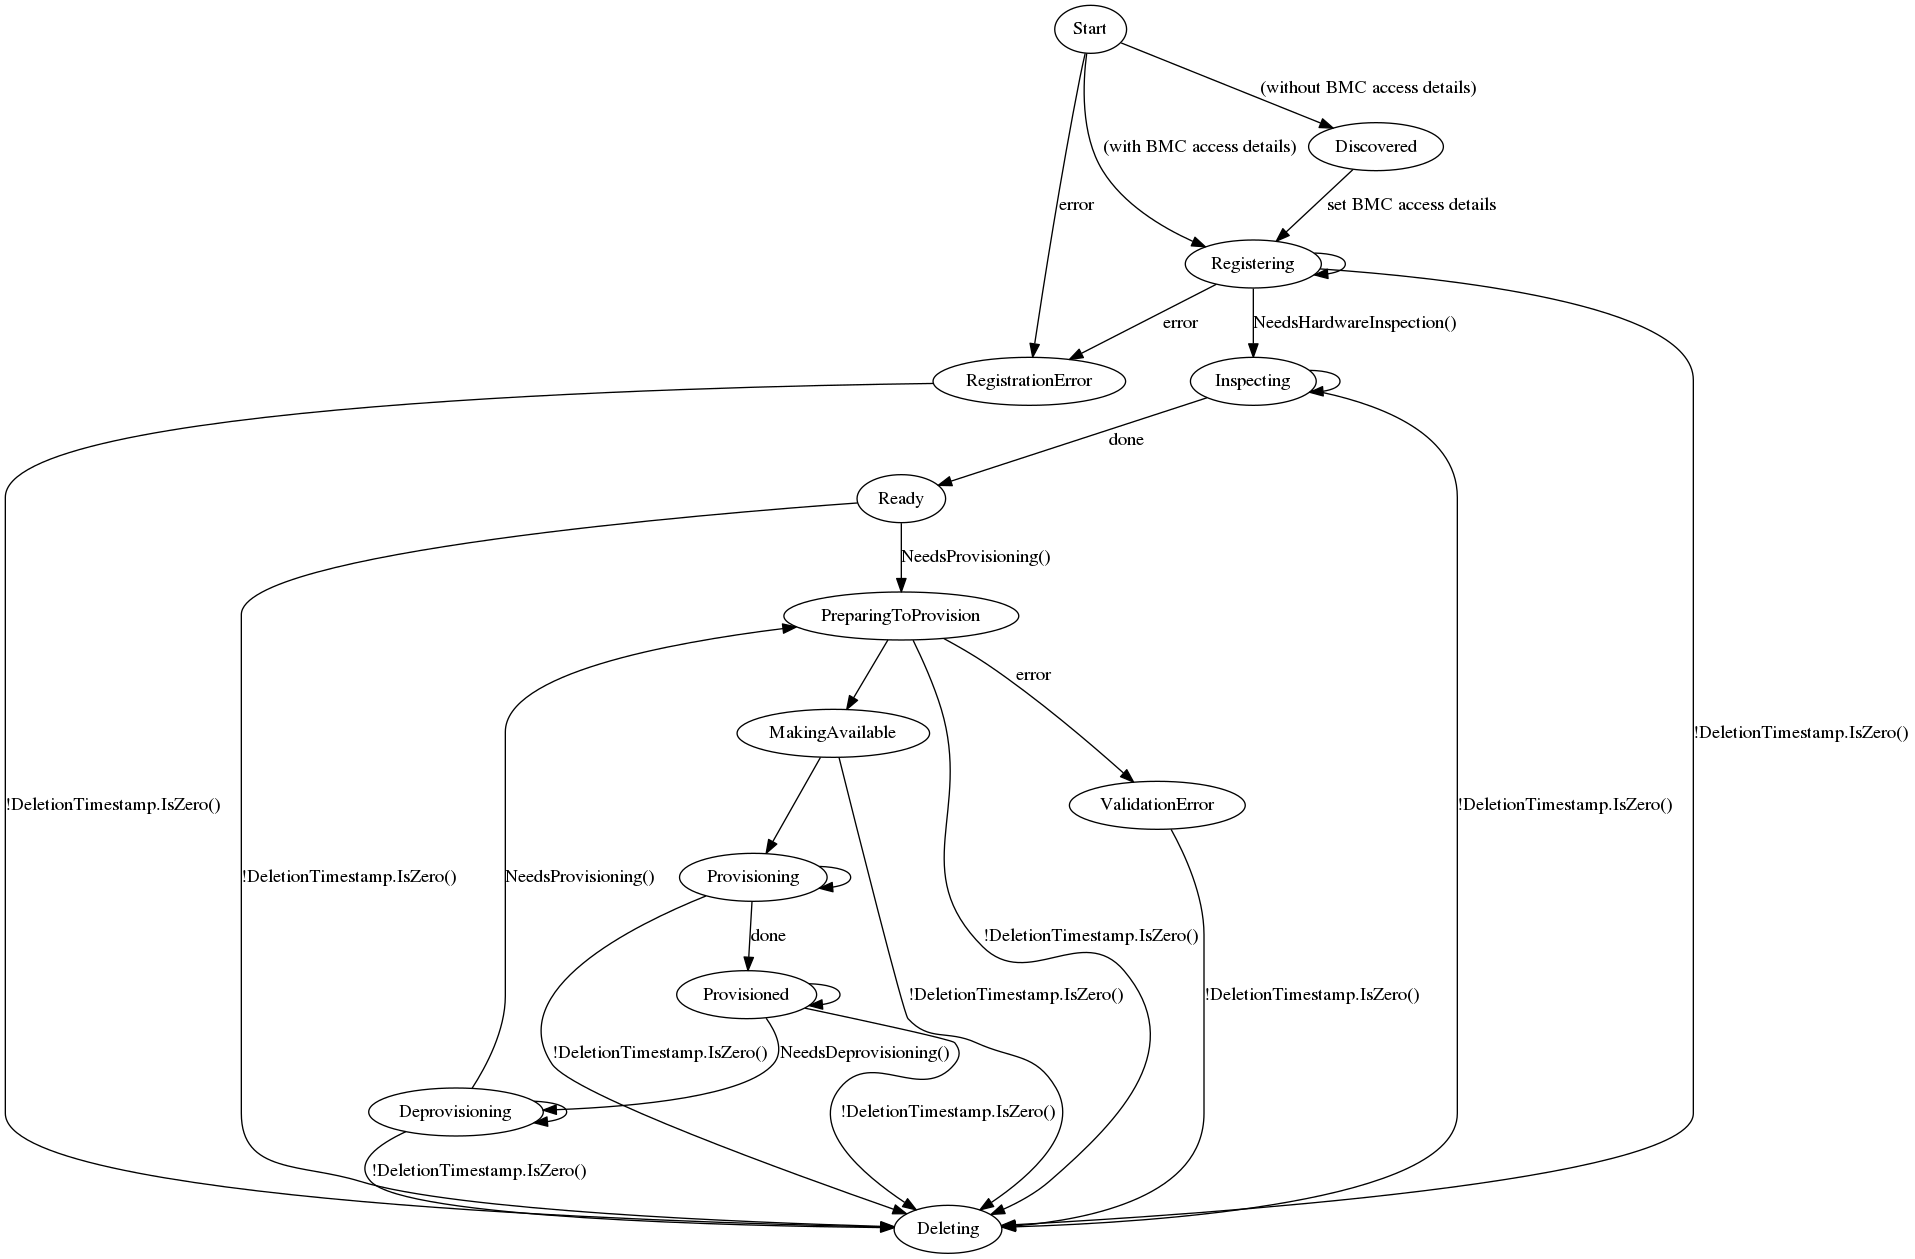 Start
(without BMC access details)
(with BMC access details)
Discovered
error
set BMC access details
Registering
error
NeedsHardwareInspection()
RegistrationError
Inspecting
done
Ready
NeedsProvisioning()
PreparingToProvision
error
MakingAvailable
!DeletionTimestamp.IsZero()
!DeletionTimestamp.IsZero()
ValidationError
!DeletionTimestamp.IsZero()
!DeletionTimestamp.IsZero()
NeedsProvisioning()
Provisioning
done
!DeletionTimestamp.IsZero()
Provisioned
!DeletionTimestamp.IsZero()
!DeletionTimestamp.IsZero()
!DeletionTimestamp.IsZero()
NeedsDeprovisioning()
Deprovisioning
!DeletionTimestamp.IsZero()
!DeletionTimestamp.IsZero()
Deleting